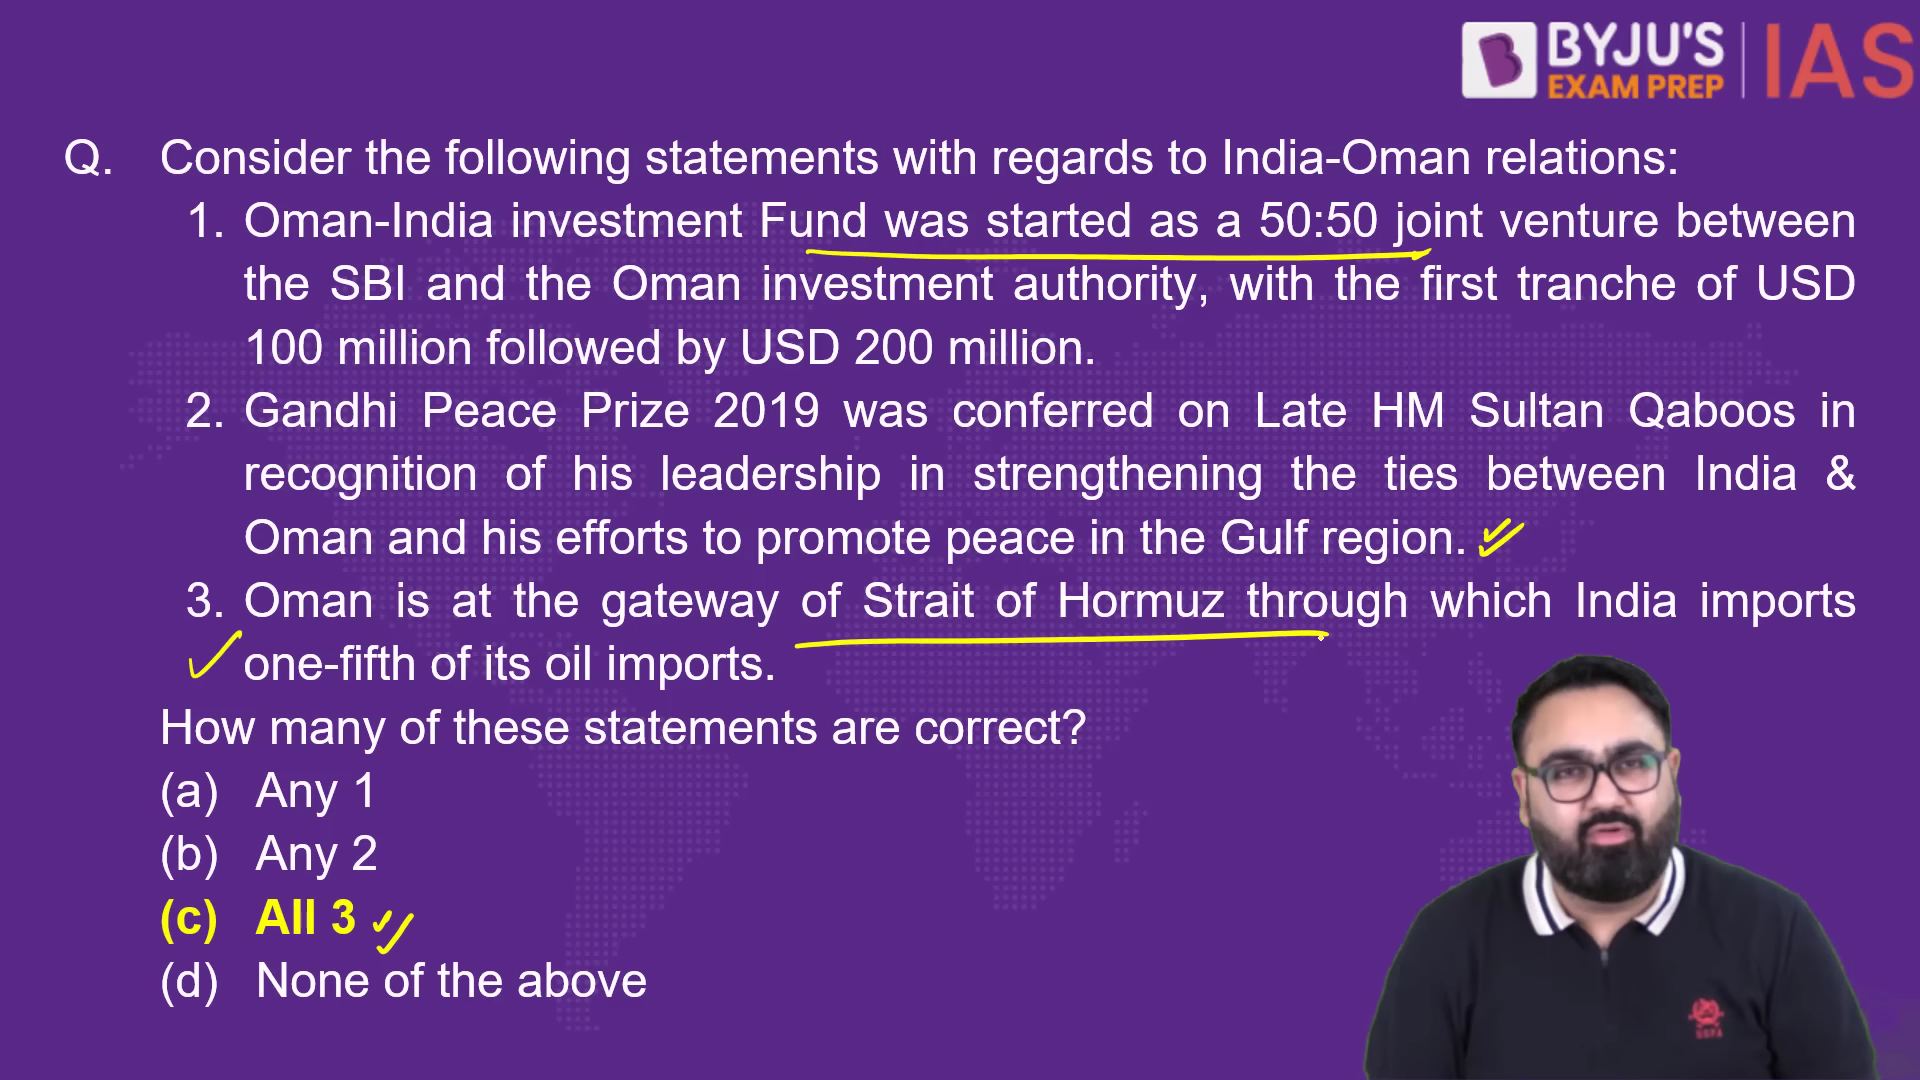 BYJU'S
EXAM PREP
IAS
Q. Consider the following statements with regards to India-Oman relations:
1. Oman-India investment Fund was started as a 50:50 joint venture between
the SBI and the Oman investment authority, with the first tranche of USD
100 million followed by USD 200 million.
2. Gandhi Peace Prize 2019 was conferred on Late HM Sultan Qaboos in
recognition of his leadership in strengthening the ties between India &
Oman and his efforts to promote peace in the Gulf region.
3. Oman is at the gateway of Strait of Hormuz through which India imports
one-fifth of its oil imports.
How many of these statements are correct?
(a) Any 1
(b) Any 2
(c) All 3
(d) None of the above